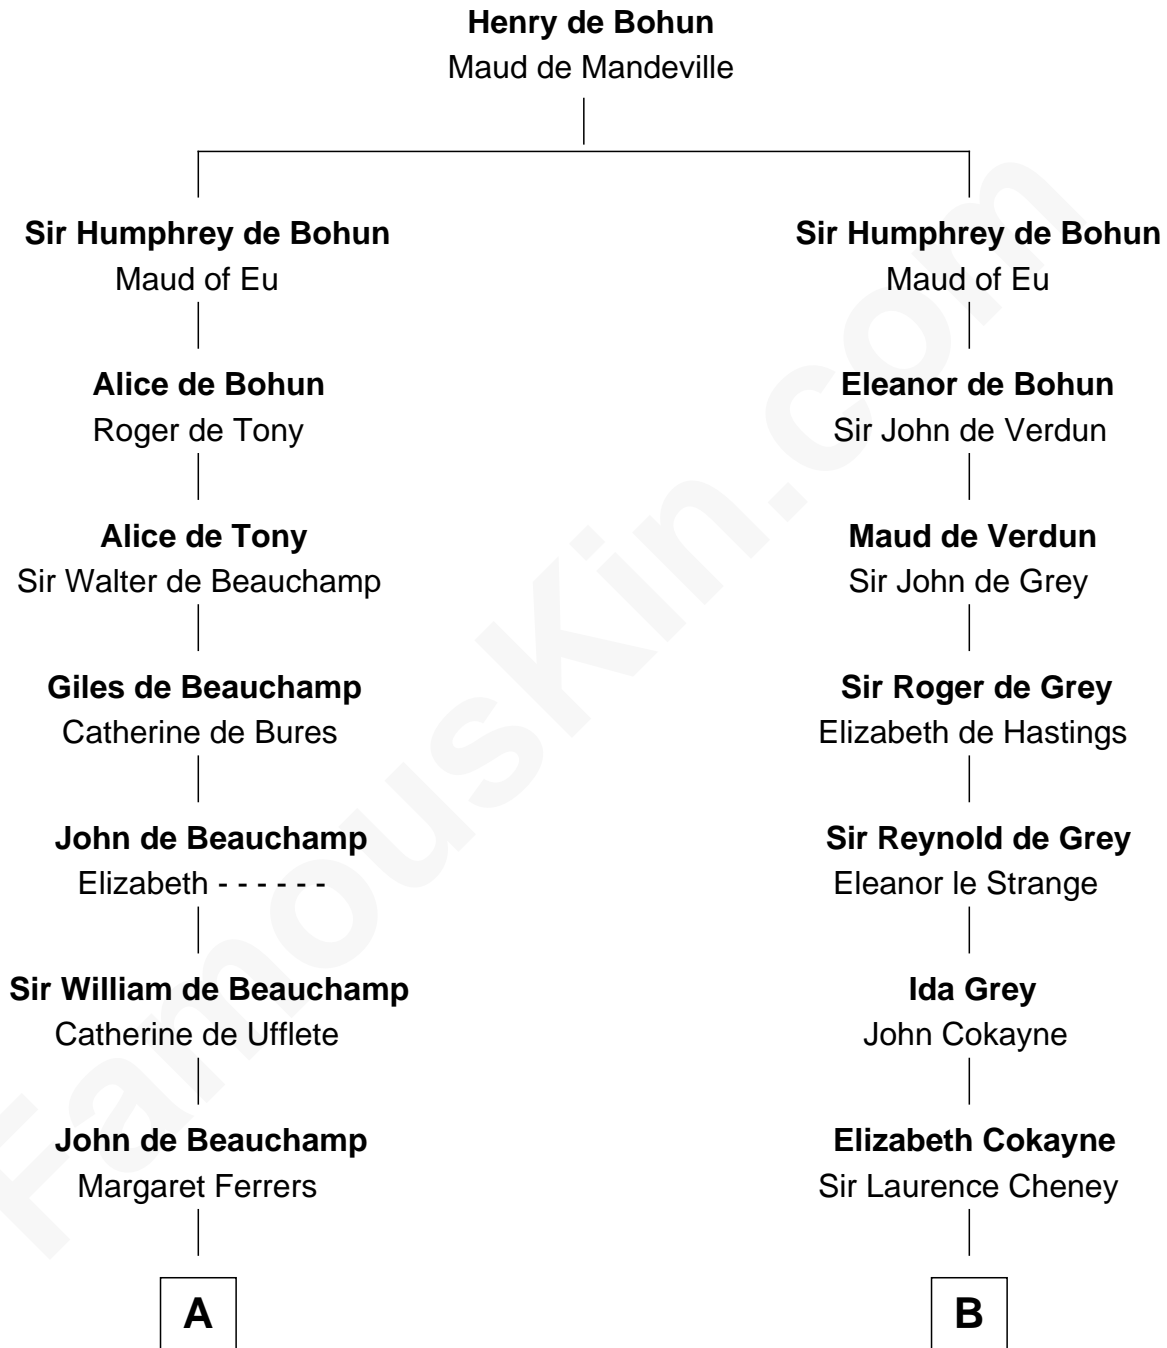 Henry de Bohun
Maud de Mandeville
Sir Humphrey de Bohun
Maud of Eu
Alice de Bohun
Roger de Tony
Alice de Tony
Sir Walter de Beauchamp
Giles de Beauchamp
Catherine de Bures
John de Beauchamp
Elizabeth - - - - - -
Sir William de Beauchamp
Catherine de Ufflete
John de Beauchamp
Margaret Ferrers
A
Sir Humphrey de Bohun
Maud of Eu
Eleanor de Bohun
Sir John de Verdun
Maud de Verdun
Sir John de Grey
Sir Roger de Grey
Elizabeth de Hastings
Sir Reynold de Grey
Eleanor le Strange
Ida Grey
John Cokayne
Elizabeth Cokayne
Sir Laurence Cheney
B
FamousKin.com